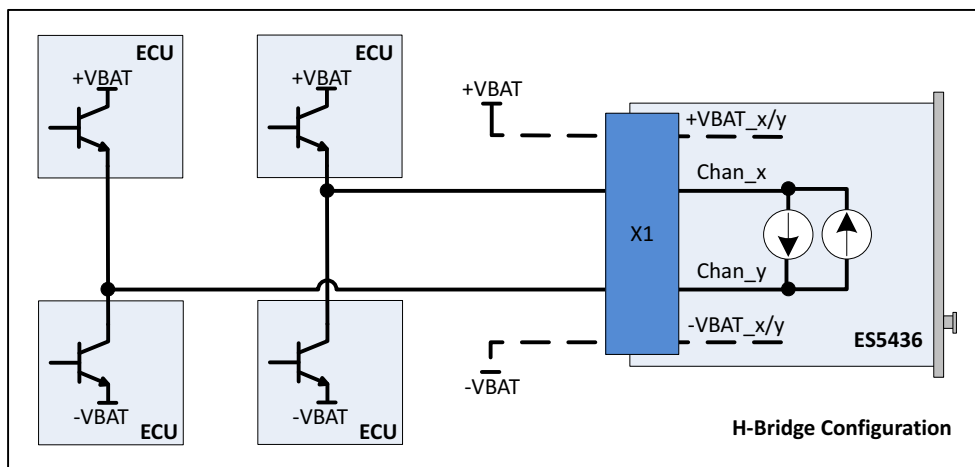 ECU
+VBAT
ECU
+VBAT
+VBAT
+VBAT_x/y
Chan_x
X1
Chan_y
-VBAT_x/y
ES5436
-VBAT
-VBAT
ECU
-VBAT
ECU
H-Bridge Configuration